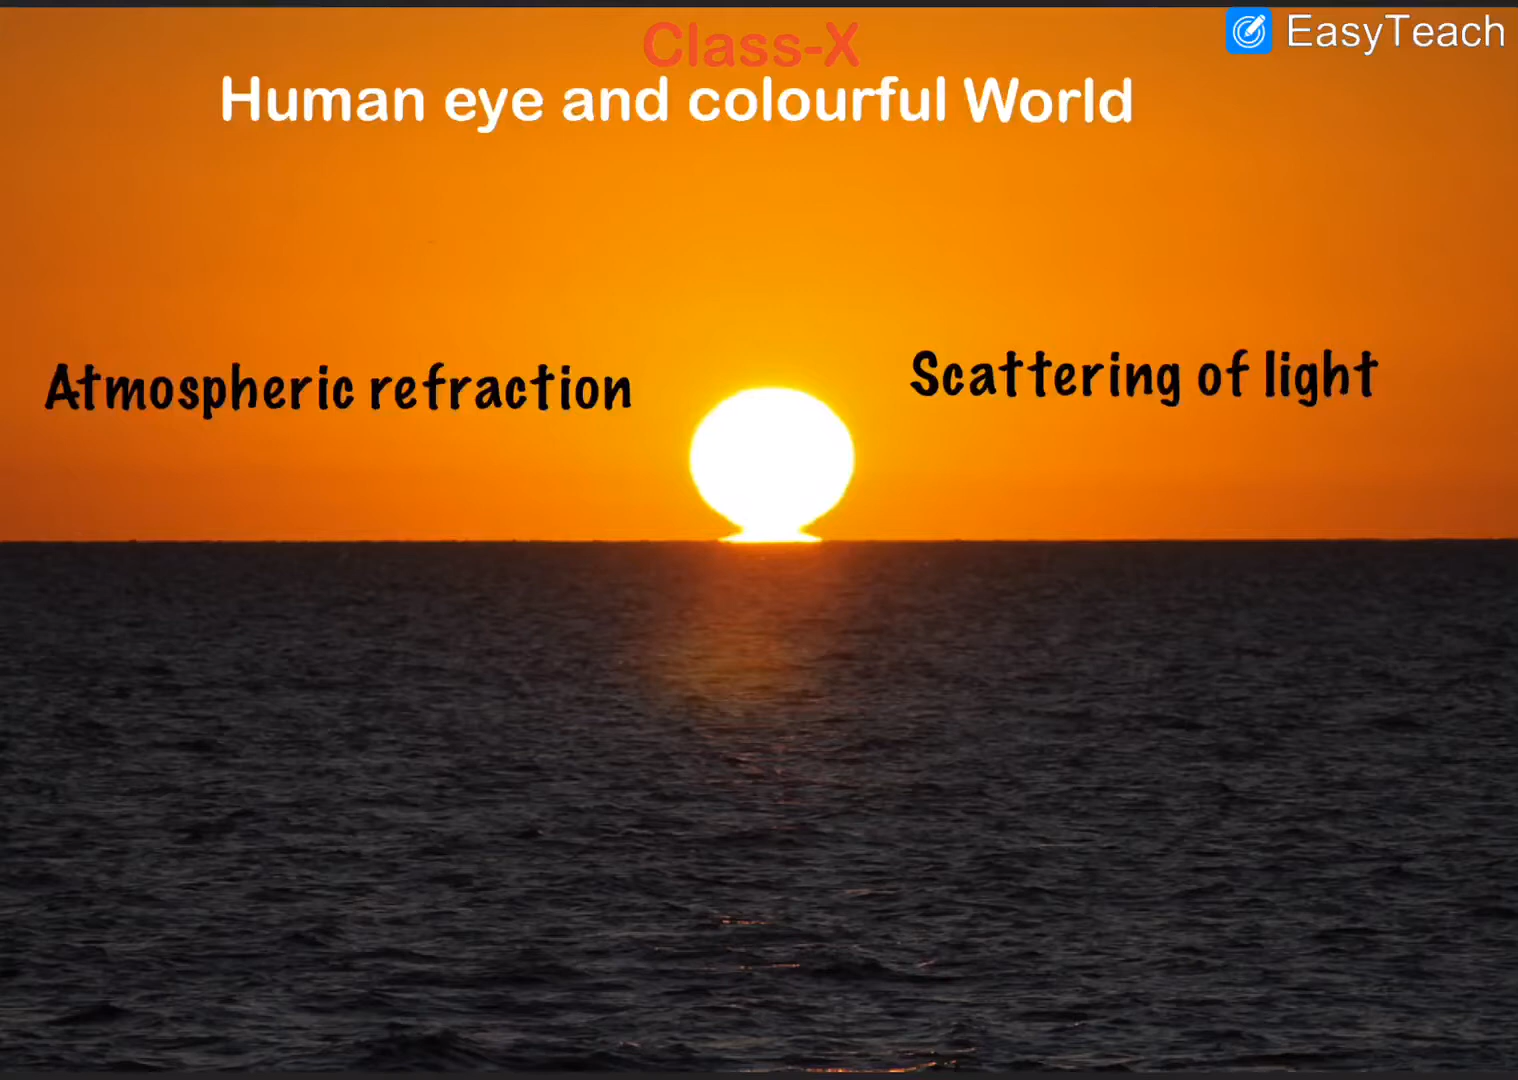 EasyTeach
Class-X
Human eye and colourful World
Atmospheric refraction
Scattering of light